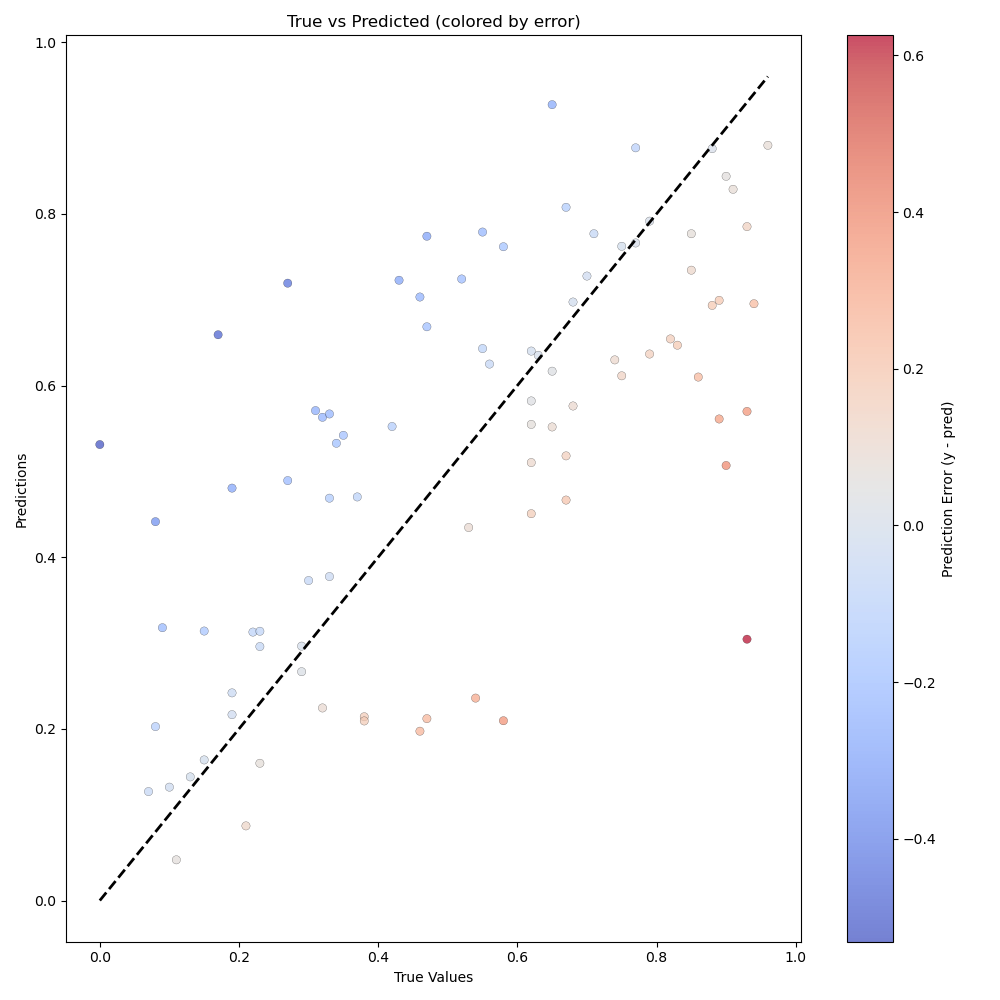 True vs Predicted (colored by error)
1.0
0.8
0.6
0.4
0.2
0.0
Predictions
0.0 0.2 0.4 0.6 0.8 1.0
True Values
0.6
0.4
0.2
0.0
−0.2
−0.4
Prediction Error (y - pred)